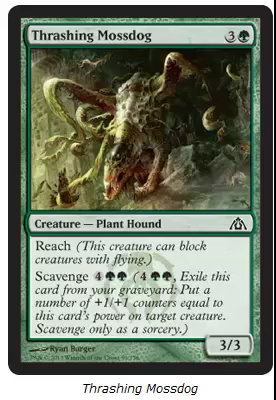 Thrashing Mossdog 3
Creature — Plant Hound
Reach (This creature can block
creatures with flying.)
Scavenge 4 (4, Exile this
card from your graveyard: Put a
number of +1/+1 counters equal to
this card's power on target creature.
Scavenge only as a sorcery.)
3/3
Ryan Barger
Thrashing Mossdog